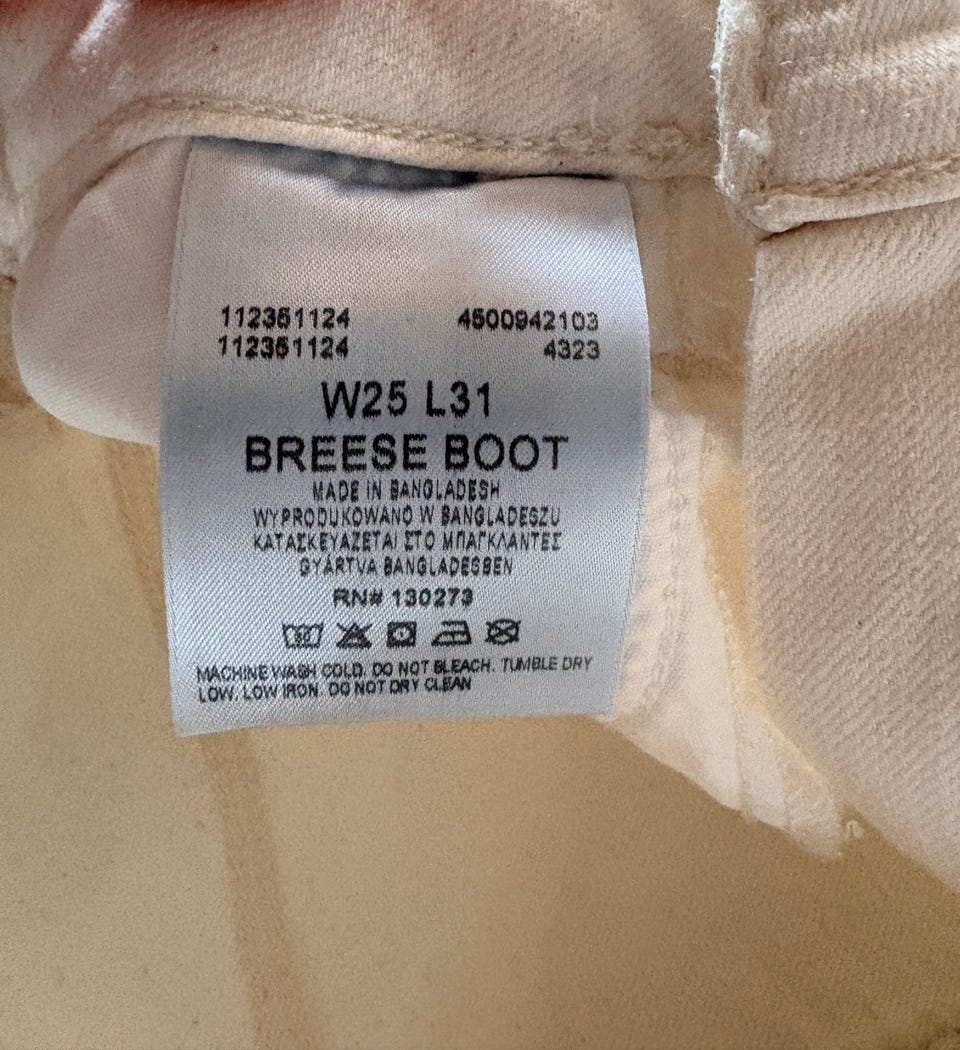 112351124 4500942103
112351124 4323
W25 L31
BREESE BOOT
MADE IN BANGLADESH
WYPRODUKOWANO W BANGLADESZU
ΚΑΤΑΣΚΕΥΑΖΕΤΑΙ ΣΤΟ ΜΠΑΓΚΛΑΝΤΕΣ
GYÁRTVA BANGLADESBEN
RN# 130273
MACHINE WASH COLD. DO NOT BLEACH. TUMBLE DRY
LOW. LOW IRON. DO NOT DRY CLEAN